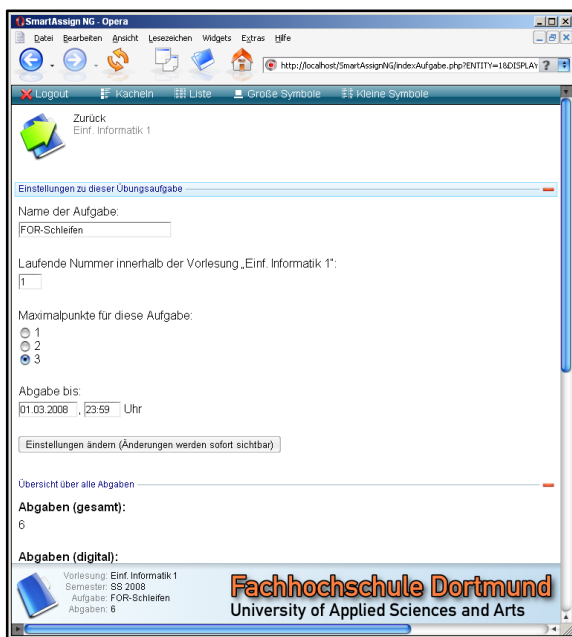 SmartAssign NG - Opera
Datei Bearbeiten Ansicht Lesezeichen Widgets Extras Hilfe
http://localhost/SmartAssignNG/indexAufgabe.php?ENTITY=18&DISPLAY ?
Logout Kacheln Liste Große Symbole Kleine Symbole
Zurück
Einf. Informatik 1
Einstellungen zu dieser Übungsaufgabe
Name der Aufgabe:
FOR-Schleifen
Laufende Nummer innerhalb der Vorlesung „Einf. Informatik 1":
1
Maximalpunkte für diese Aufgabe:
1
2
3
Abgabe bis:
01.03.2008 , 23:59 Uhr
Einstellungen ändern (Änderungen werden sofort sichtbar)
Übersicht über alle Abgaben
Abgaben (gesamt):
6
Abgaben (digital):
Vorlesung: Einf. Informatik 1
Semester: SS 2008
Aufgabe: FOR-Schleifen
Abgaben: 6
Fachhochschule Dortmund
University of Applied Sciences and Arts